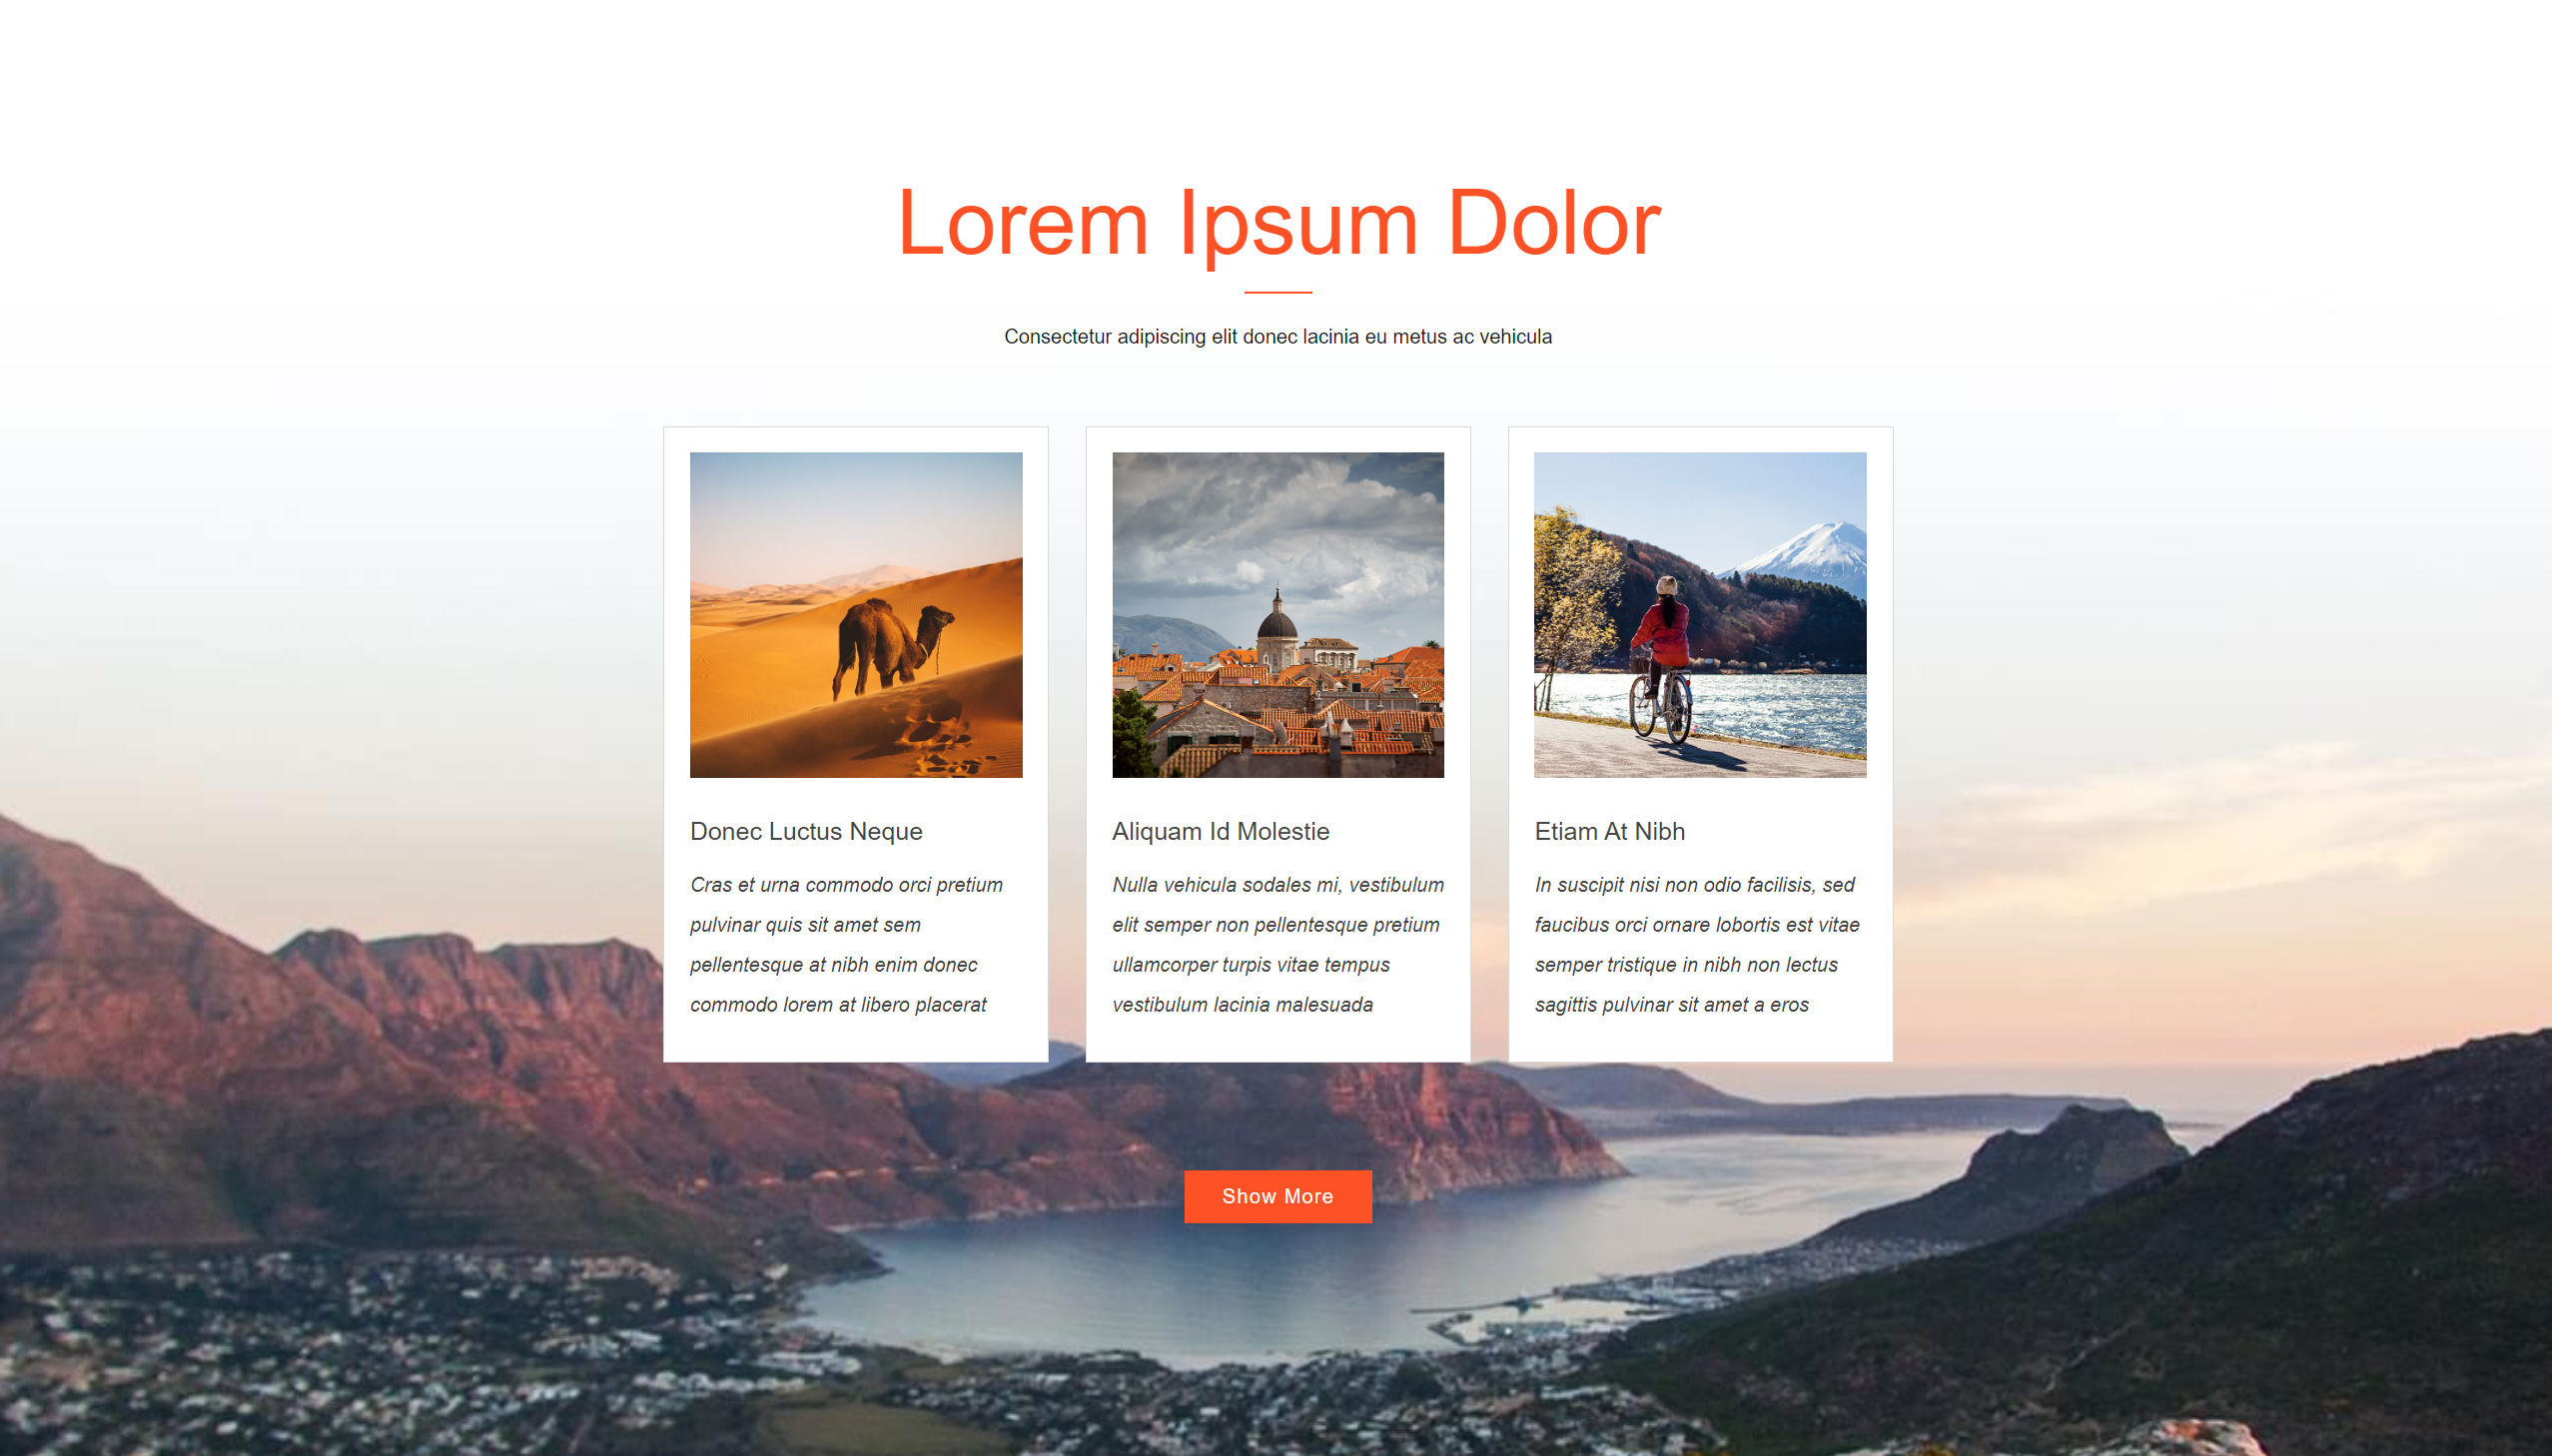 Lorem Ipsum Dolor
Consectetur adipiscing elit donec lacinia eu metus ac vehicula
Donec Luctus Neque
Cras et urna commodo orci pretium
pulvinar quis sit amet sem
pellentesque at nibh enim donec
commodo lorem at libero placerat
Aliquam Id Molestie
Nulla vehicula sodales mi, vestibulum
elit semper non pellentesque pretium
ullamcorper turpis vitae tempus
vestibulum lacinia malesuada
Etiam At Nibh
In suscipit nisi non odio facilisis, sed
faucibus orci ornare lobortis est vitae
semper tristique in nibh non lectus
sagittis pulvinar sit amet a eros
Show More